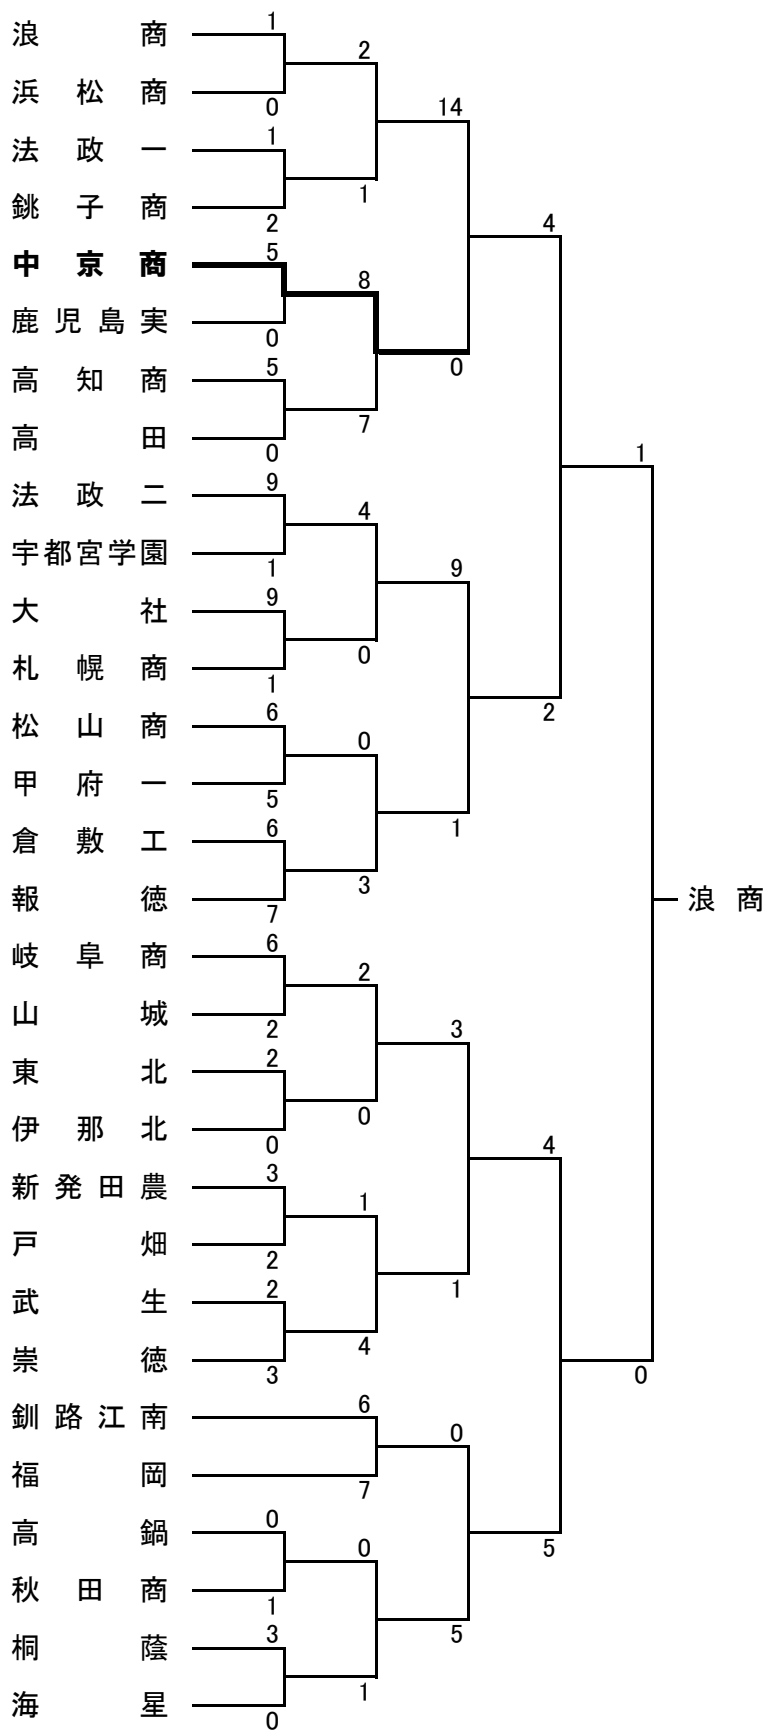 1
浪商
2
浜松商
0
14
法政一
1
1
銚子商
2
4
中京商
5
8
鹿児島実
0
0
高知商
5
7
高田
0
1
法政二
9
4
宇都宮学園
1
9
大社
9
0
札幌商
1
2
松山商
6
0
甲府一
5
1
倉敷工
6
3
報徳
7
浪商
岐阜商
6
2
山城
2
3
東北
2
0
伊那北
0
4
新発田農
3
1
戸畑
2
1
武生
2
4
崇徳
3
0
釧路江南
6
0
福岡
7
高鍋
0
0
5
秋田商
1
5
桐蔭
3
1
海星
0